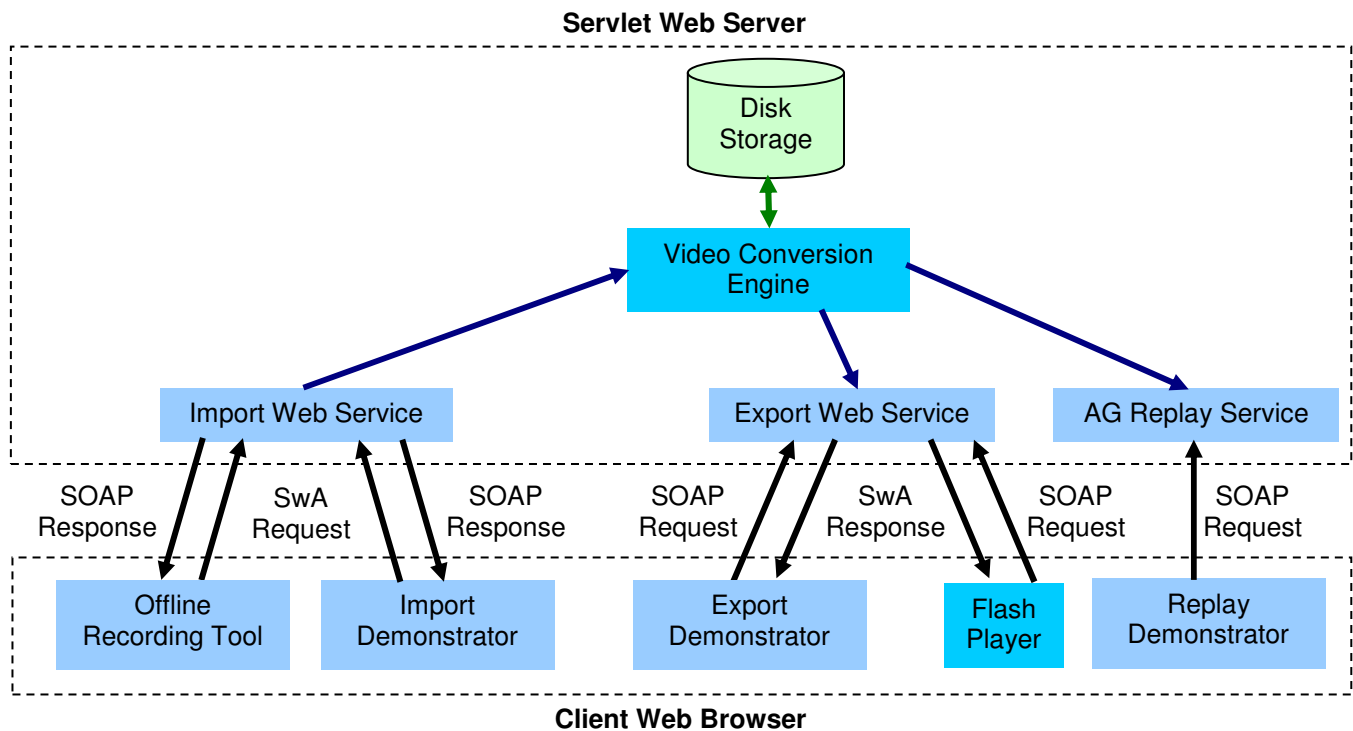 Servlet Web Server
Disk
Storage
Video Conversion
Engine
Import Web Service
Export Web Service
AG Replay Service
SOAP
Response
SwA
Request
SOAP
Response
SOAP
Request
SwA
Response
SOAP
Request
SOAP
Request
Offline
Recording Tool
Import
Demonstrator
Export
Demonstrator
Flash
Player
Replay
Demonstrator
Client Web Browser